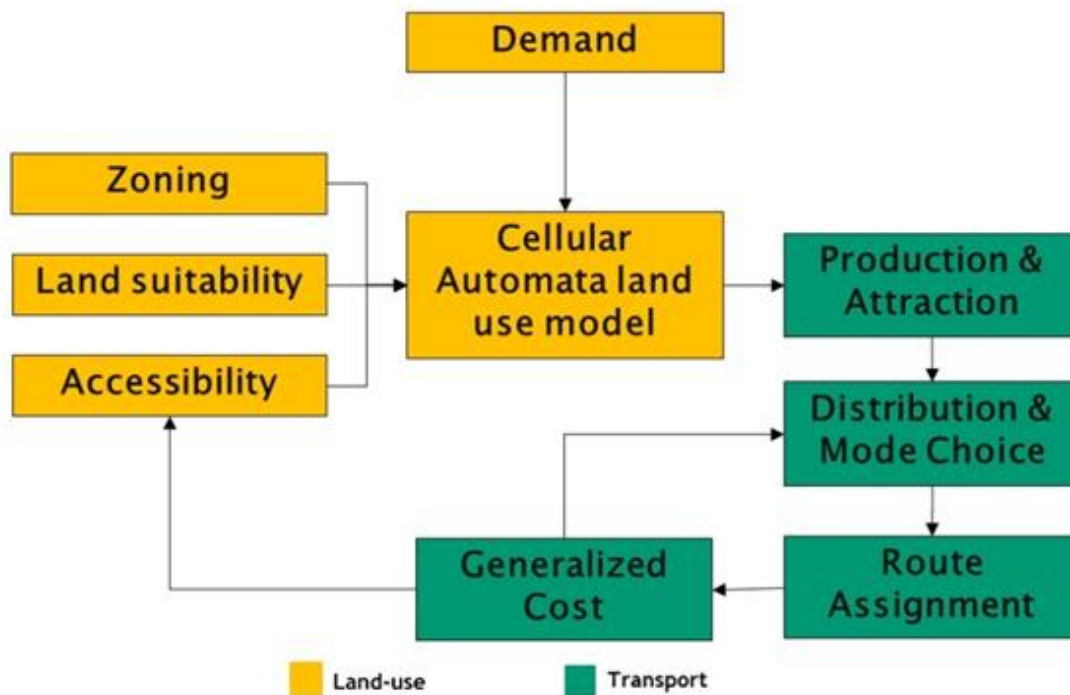 Demand
Zoning
Land suitability
Accessibility
Cellular
Automata land
use model
Production &
Attraction
Distribution &
Mode Choice
Route
Assignment
Generalized
Cost
Land-use
Transport